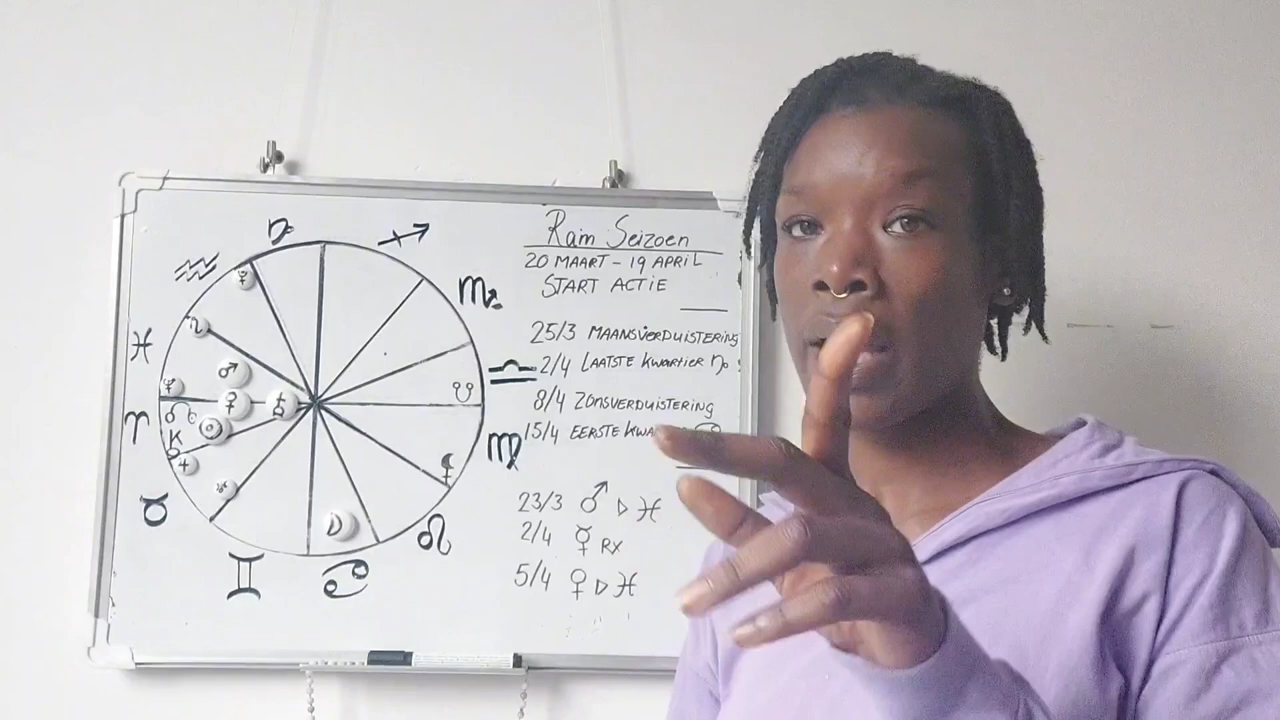 Ram Seizoen
20 MAART - 19 APRIL
START ACTIE
25/3 MAANSVERDUISTERING
2/4 LAATSTE KWARTIER ♑
8/4 ZONSVERDUISTERING
15/4 EERSTE
23/3 ♂ ▷ ♓
2/4 ☿ RX
5/4 ♀ ▷ ♓